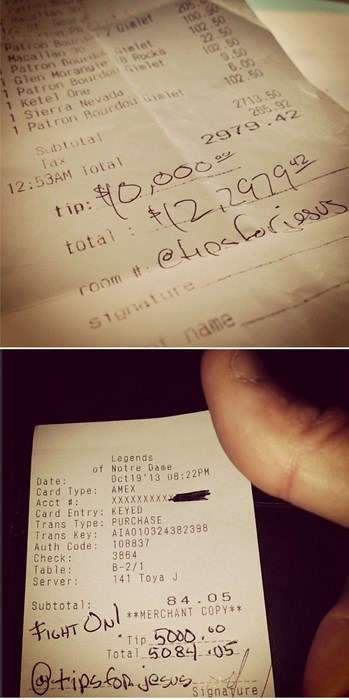 205.
Macallan 30
100.50
1 Patron Bourdou Gimlet
22.50
1 Glen Morangie 18 Rocks
102.50
1 Patron Bourdou Gimlet
9.50
1 Ketel One
6.00
1 Sierra Nevada
102.50
1 Patron Bourdou Gimlet
Subtotal 2713.50
Tax 265.92
12:53AM Total 2979.42
tip: $10,000.00
total: $12,2979.42
room #: @tipsforjesus
signature
name
Legends
of Notre Dame
Date: Oct19'13 08:22PM
Card Type: AMEX
Acct #: XXXXXXXXXX
Card Entry: KEYED
Trans Type: PURCHASE
Trans Key: AIA010324382398
Auth Code: 108837
Check: 3864
Table: B-2/1
Server: 141 Toya J
Subtotal: 84.05
FIGHT ON! **MERCHANT COPY**
Tip 5000.00
Total 5084.05
@tipsforjesus
Signature